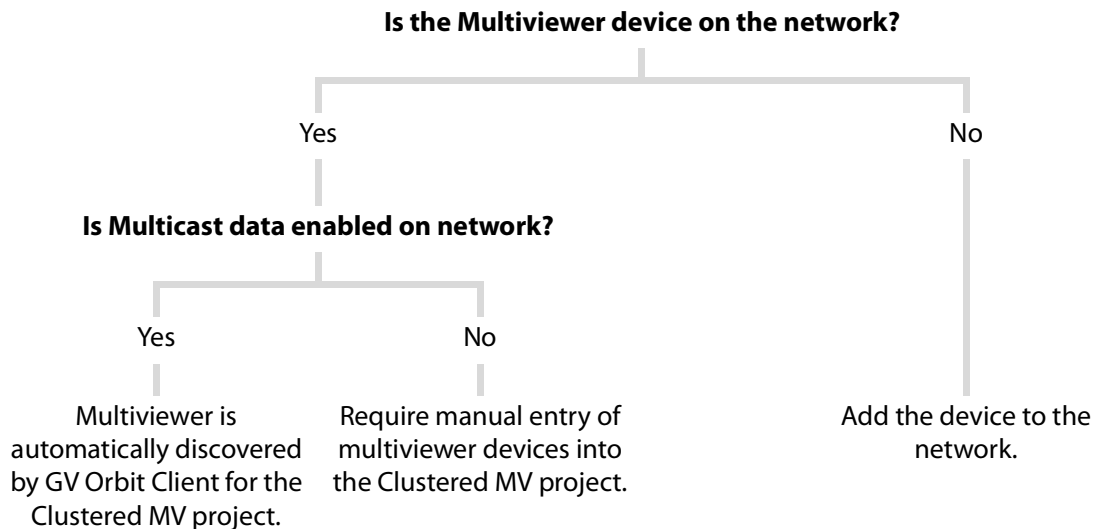 Is the Multiviewer device on the network?
Yes
No
Is Multicast data enabled on network?
Yes
No
Multiviewer is
automatically discovered
by GV Orbit Client for the
Clustered MV project.
Require manual entry of
multiviewer devices into
the Clustered MV project.
Add the device to the
network.